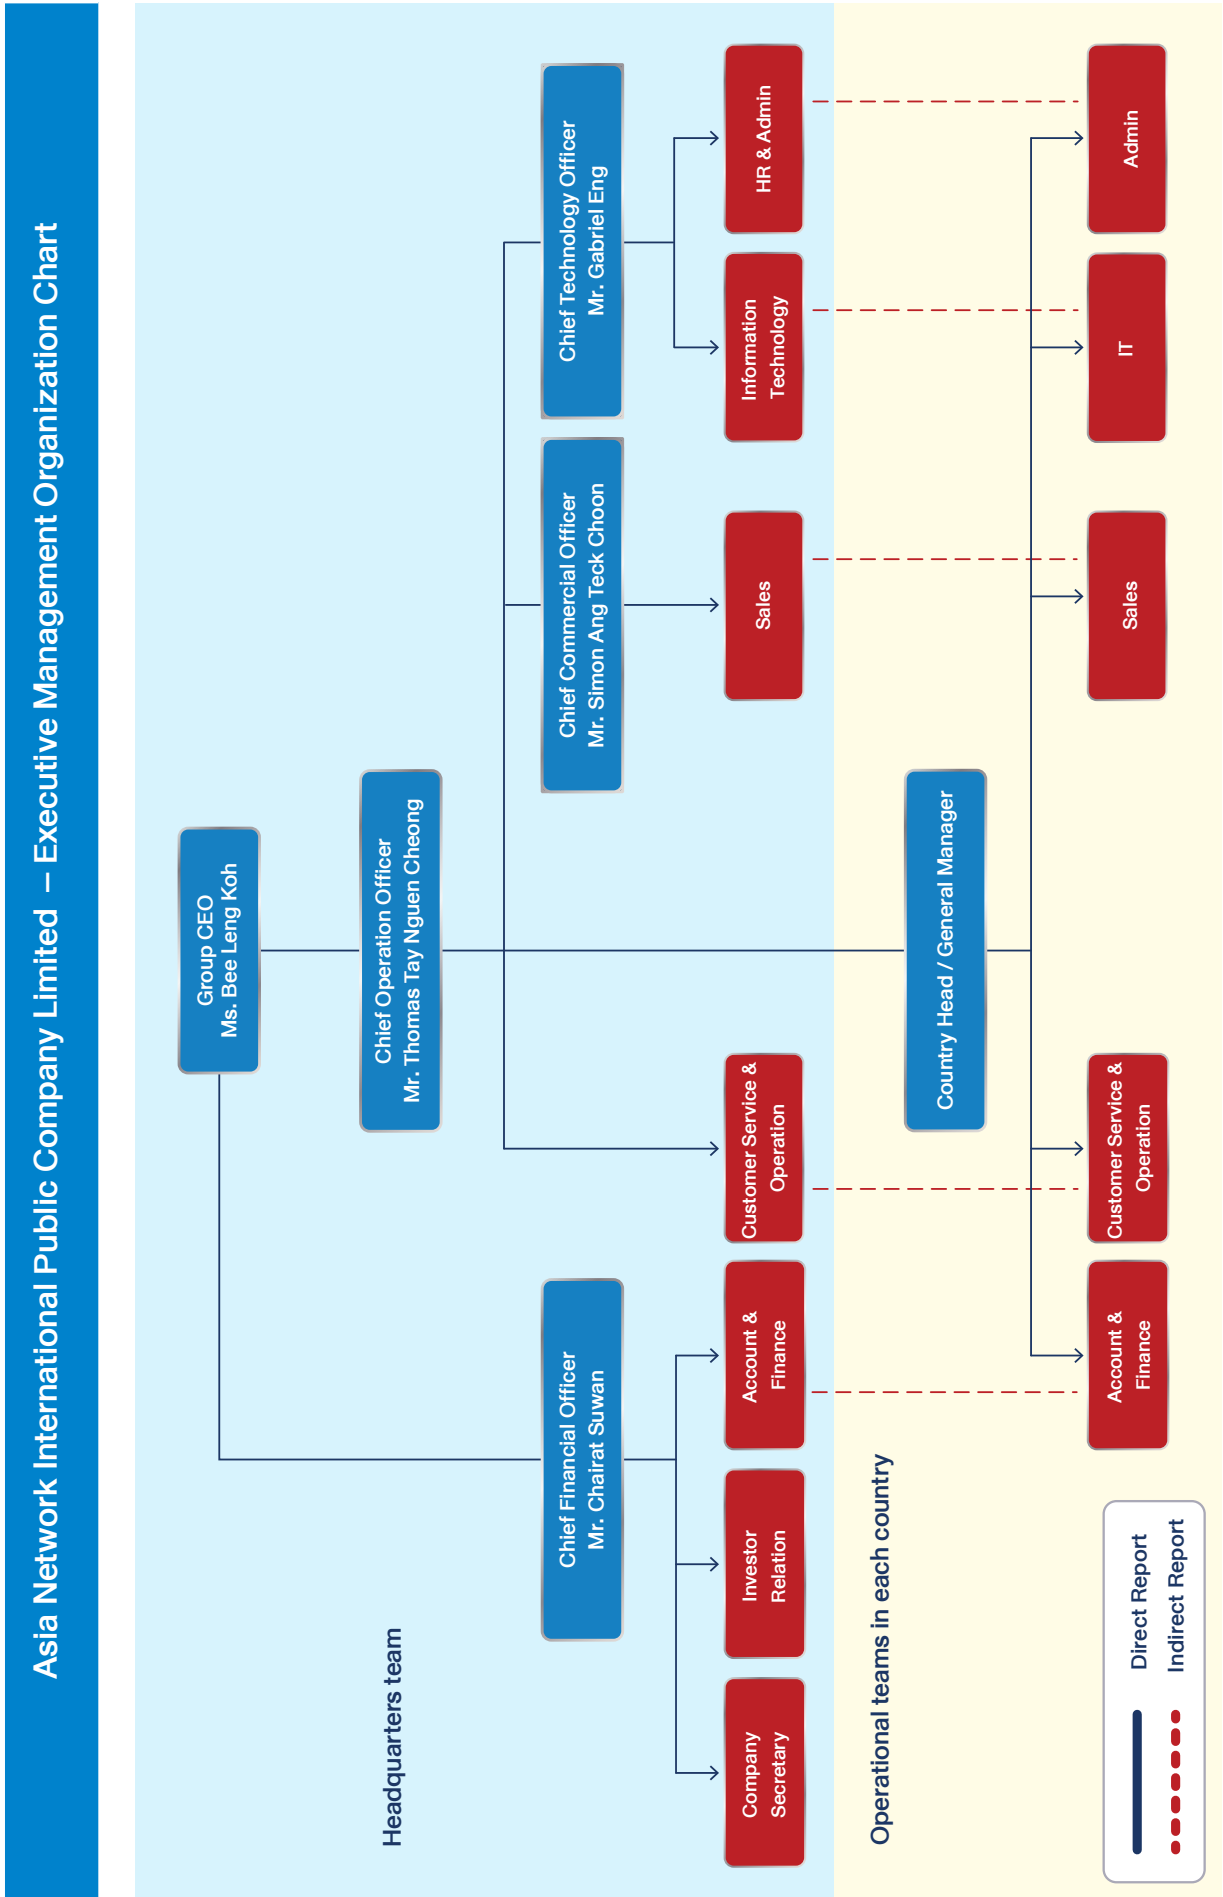 Asia Network International Public Company Limited – Executive Management Organization Chart
Group CEO
Ms. Bee Leng Koh
Headquarters team
Chief Operation Officer
Mr. Thomas Tay Nguen Cheong
Chief Financial Officer
Mr. Chairat Suwan
Chief Commercial Officer
Mr. Simon Ang Teck Choon
Chief Technology Officer
Mr. Gabriel Eng
Company
Secretary
Investor
Relation
Account &
Finance
Customer Service &
Operation
Sales
Information
Technology
HR & Admin
Operational teams in each country
Country Head / General Manager
Account &
Finance
Customer Service &
Operation
Sales
IT
Admin
Direct Report
Indirect Report